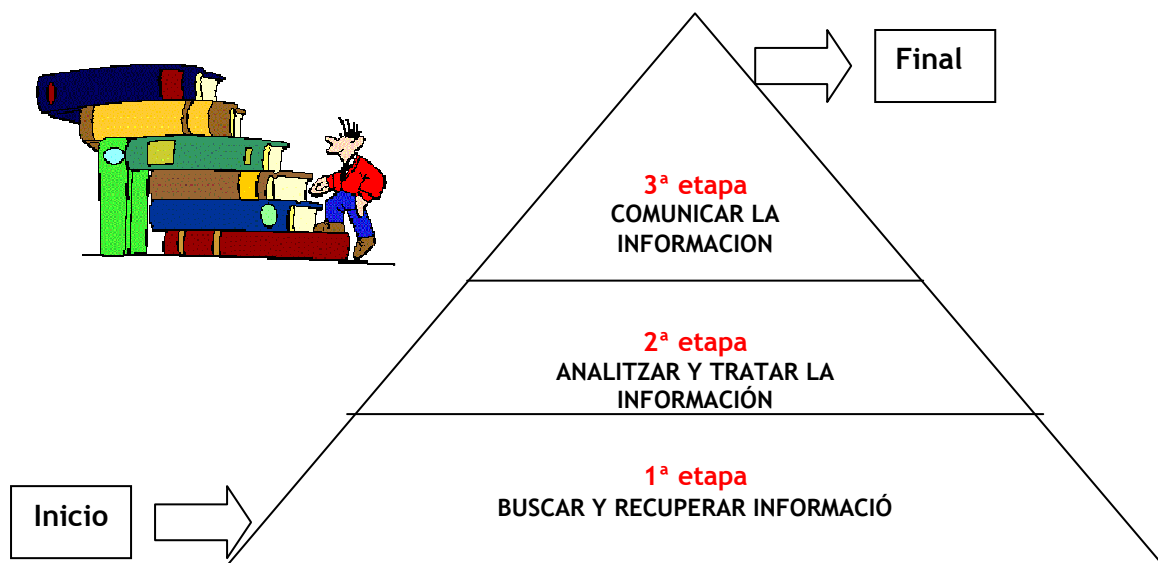 Final
3ª etapa
COMUNICAR LA
INFORMACION
2ª etapa
ANALITZAR Y TRATAR LA
INFORMACIÓN
1ª etapa
BUSCAR Y RECUPERAR INFORMACIÓ
Inicio